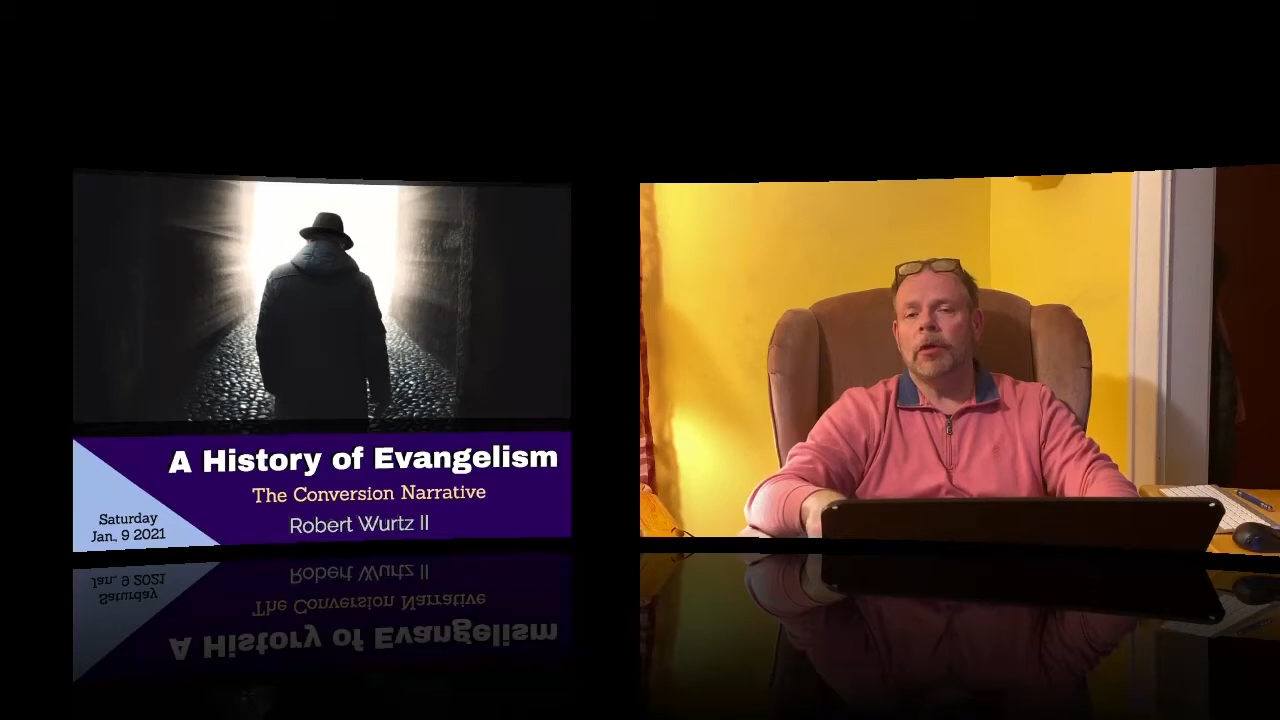 A History of Evangelism
The Conversion Narrative
Robert Wurtz II
Saturday
Jan, 9 2021